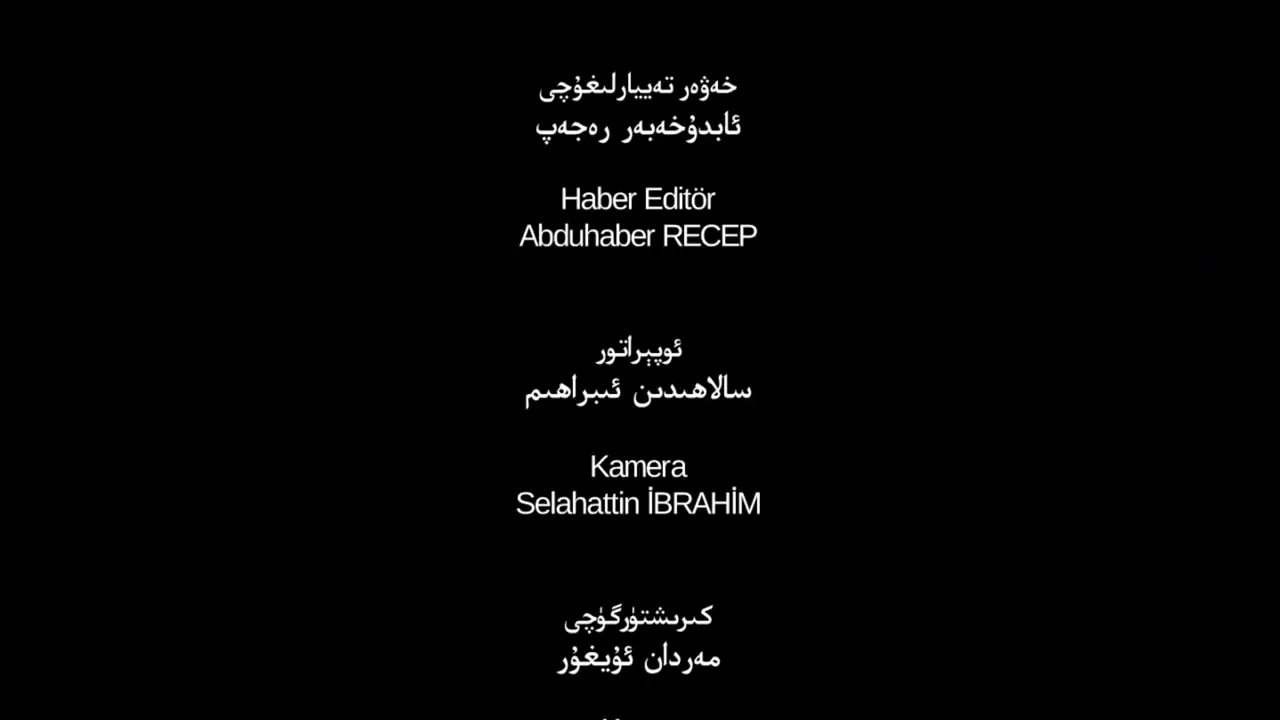 خەۋەر تەييارلىغۇچى
ئابدۇخەبەر رەجەپ
Haber Editör
Abduhaber RECEP
ئوپېراتور
سالاھىدىن ئىبراھىم
Kamera
Selahattin İBRAHİM
كىرىشتۈرگۈچى
مەردان ئۇيغۇر